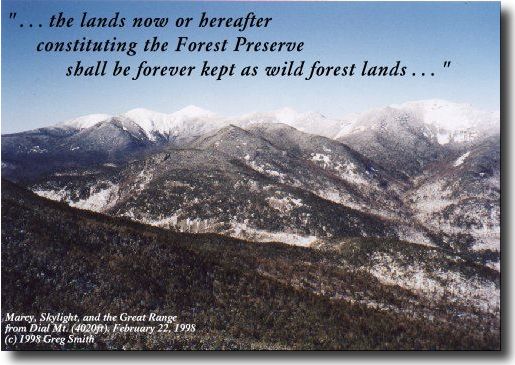 " . . . the lands now or hereafter
constituting the Forest Preserve
shall be forever kept as wild forest lands . . . "
Marcy, Skylight, and the Great Range
from Dial Mt. (4020ft). February 22, 1998
(c) 1998 Greg Smith